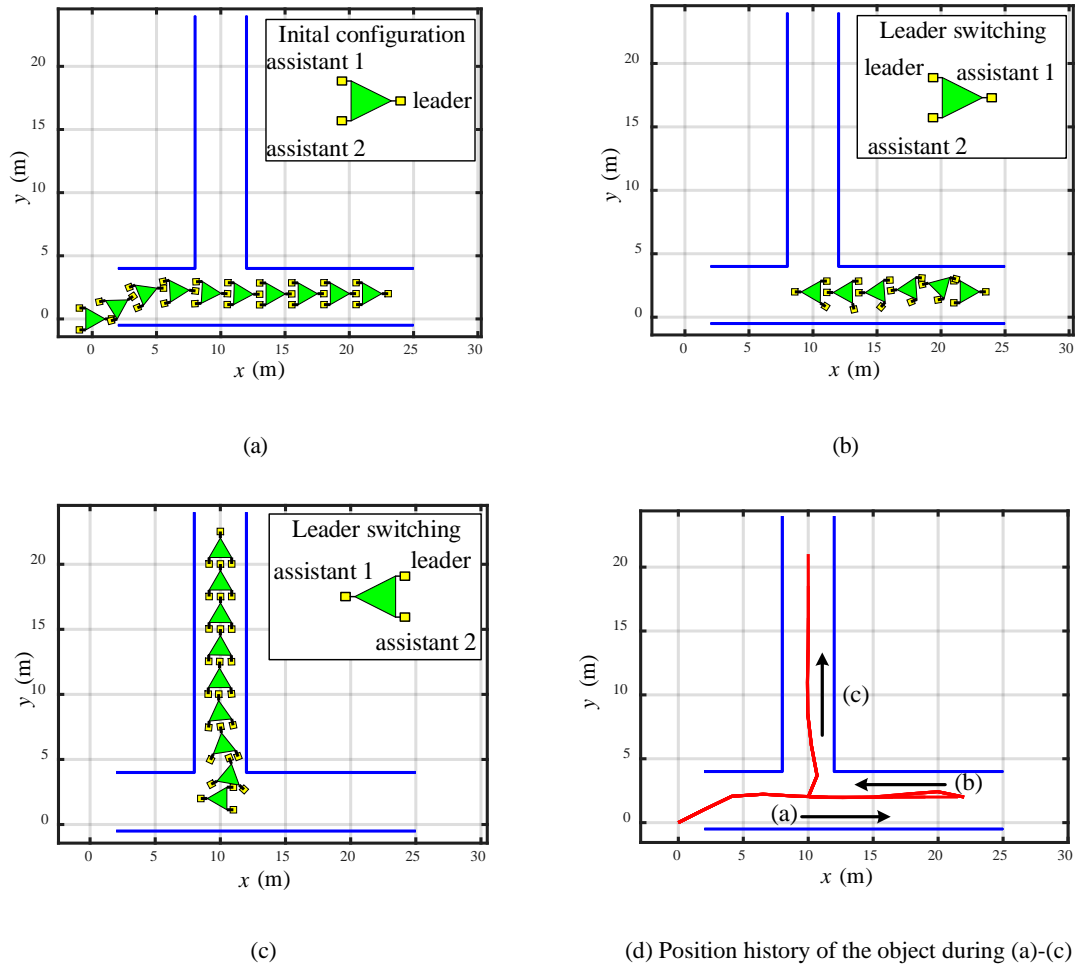 Inital configuration
assistant 1
leader
assistant 2
20
15
10
5
0
y (m)
0
5
10
15
20
25
30
x (m)
(a)
Leader switching
leader
assistant 1
assistant 2
20
15
10
5
0
y (m)
0
5
10
15
20
25
30
x (m)
(b)
Leader switching
leader
assistant 1
assistant 2
20
15
10
5
0
y (m)
0
5
10
15
20
25
30
x (m)
(c)
20
15
10
5
0
y (m)
(c)
(b)
(a)
0
5
10
15
20
25
30
x (m)
(d) Position history of the object during (a)-(c)